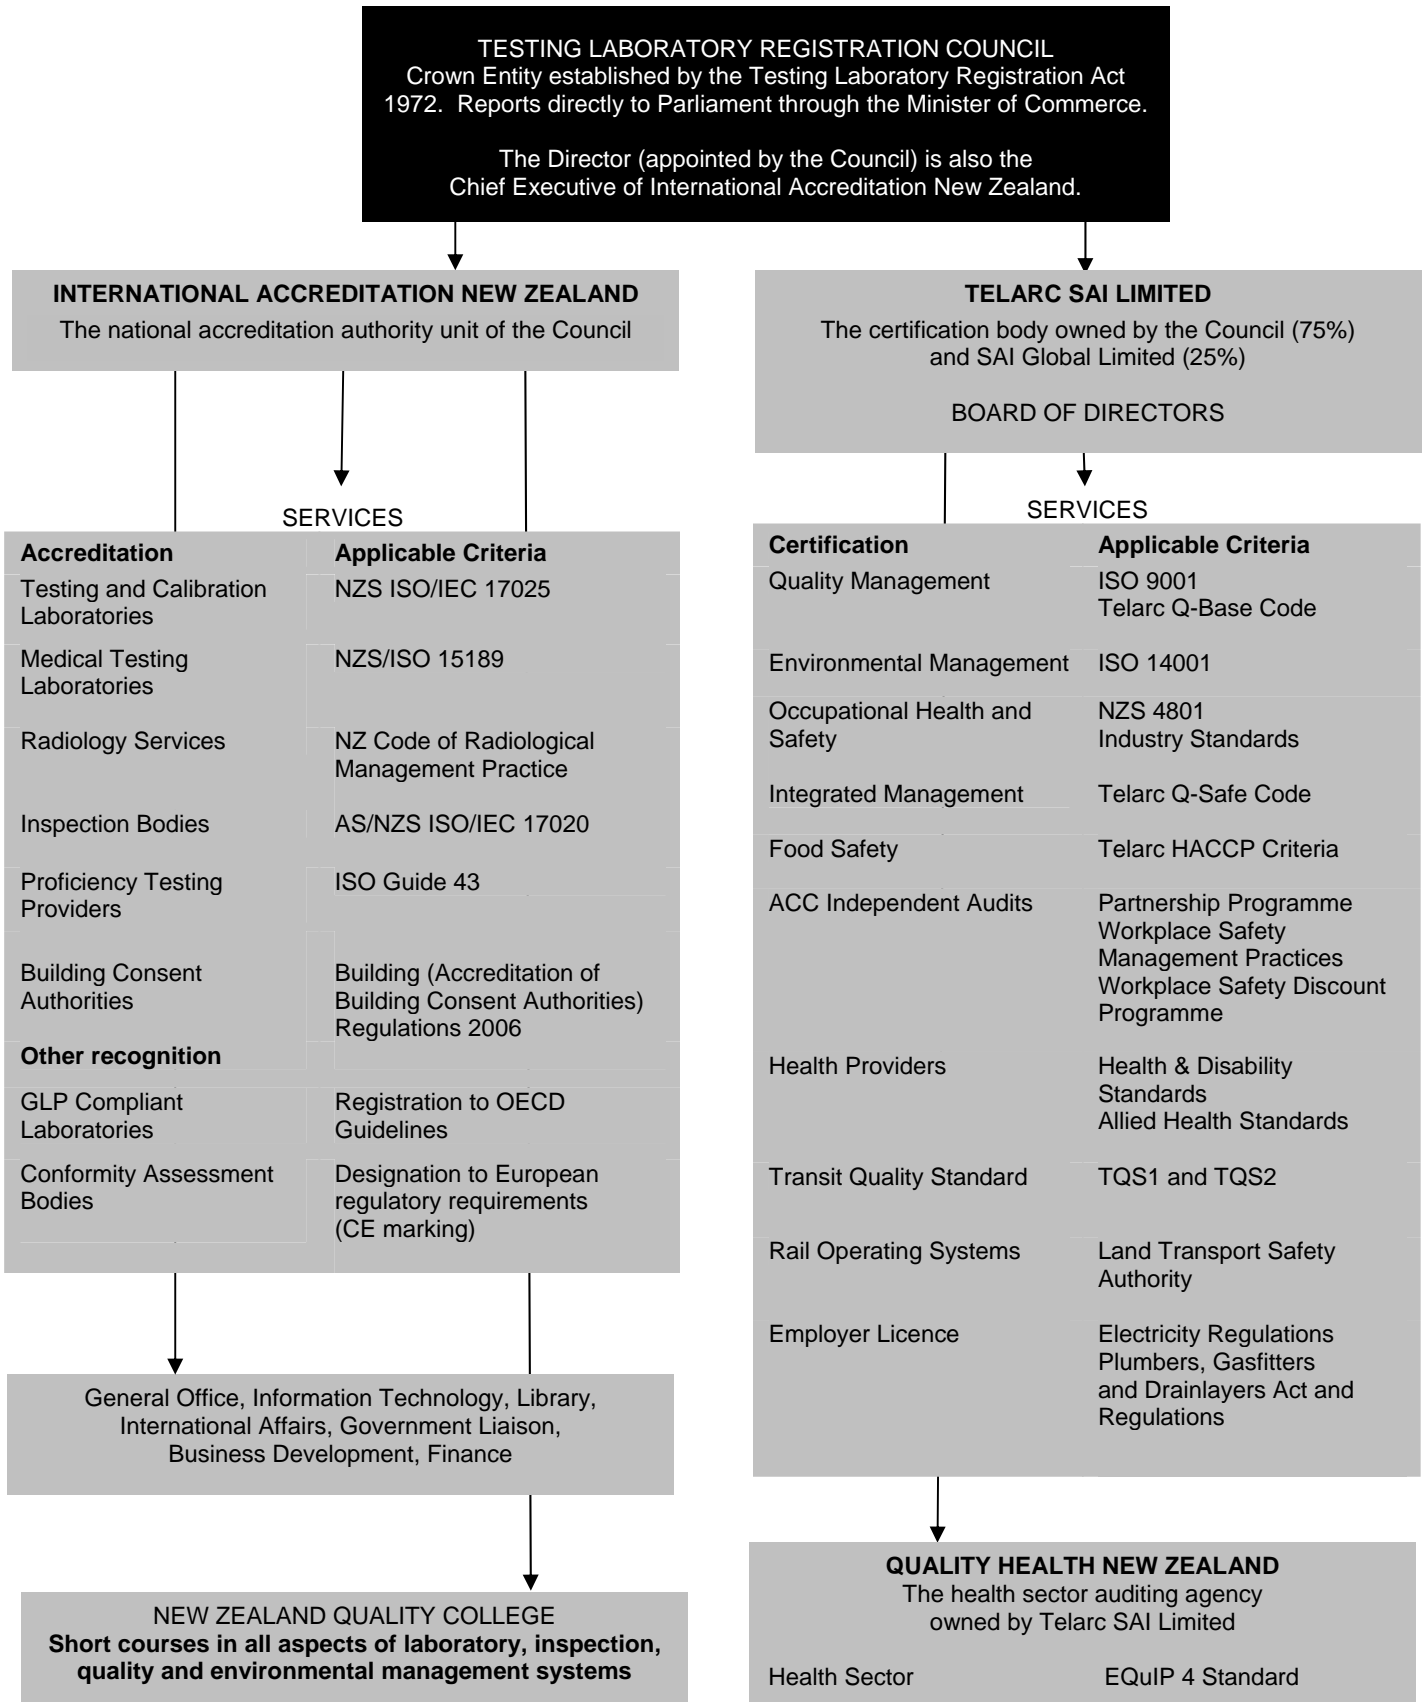 TESTING LABORATORY REGISTRATION COUNCIL
Crown Entity established by the Testing Laboratory Registration Act
1972.  Reports directly to Parliament through the Minister of Commerce.
The Director (appointed by the Council) is also the
Chief Executive of International Accreditation New Zealand.
INTERNATIONAL ACCREDITATION NEW ZEALAND
The national accreditation authority unit of the Council
SERVICES
Accreditation Applicable Criteria
Testing and Calibration NZS ISO/IEC 17025
Laboratories
Medical Testing NZS/ISO 15189
Laboratories
Radiology Services NZ Code of Radiological
Management Practice
Inspection Bodies AS/NZS ISO/IEC 17020
Proficiency Testing ISO Guide 43
Providers
Building Consent Building (Accreditation of
Authorities Building Consent Authorities)
Regulations 2006
Other recognition
GLP Compliant Registration to OECD
Laboratories Guidelines
Conformity Assessment Designation to European
Bodies regulatory requirements
(CE marking)
General Office, Information Technology, Library,
International Affairs, Government Liaison,
Business Development, Finance
NEW ZEALAND QUALITY COLLEGE
Short courses in all aspects of laboratory, inspection,
quality and environmental management systems
TELARC SAI LIMITED
The certification body owned by the Council (75%)
and SAI Global Limited (25%)
BOARD OF DIRECTORS
SERVICES
Certification Applicable Criteria
Quality Management ISO 9001
Telarc Q-Base Code
Environmental Management ISO 14001
Occupational Health and NZS 4801
Safety Industry Standards
Integrated Management Telarc Q-Safe Code
Food Safety Telarc HACCP Criteria
ACC Independent Audits Partnership Programme
Workplace Safety
Management Practices
Workplace Safety Discount
Programme
Health Providers Health & Disability
Standards
Allied Health Standards
Transit Quality Standard TQS1 and TQS2
Rail Operating Systems Land Transport Safety
Authority
Employer Licence Electricity Regulations
Plumbers, Gasfitters
and Drainlayers Act and
Regulations
QUALITY HEALTH NEW ZEALAND
The health sector auditing agency
owned by Telarc SAI Limited
Health Sector EQuIP 4 Standard